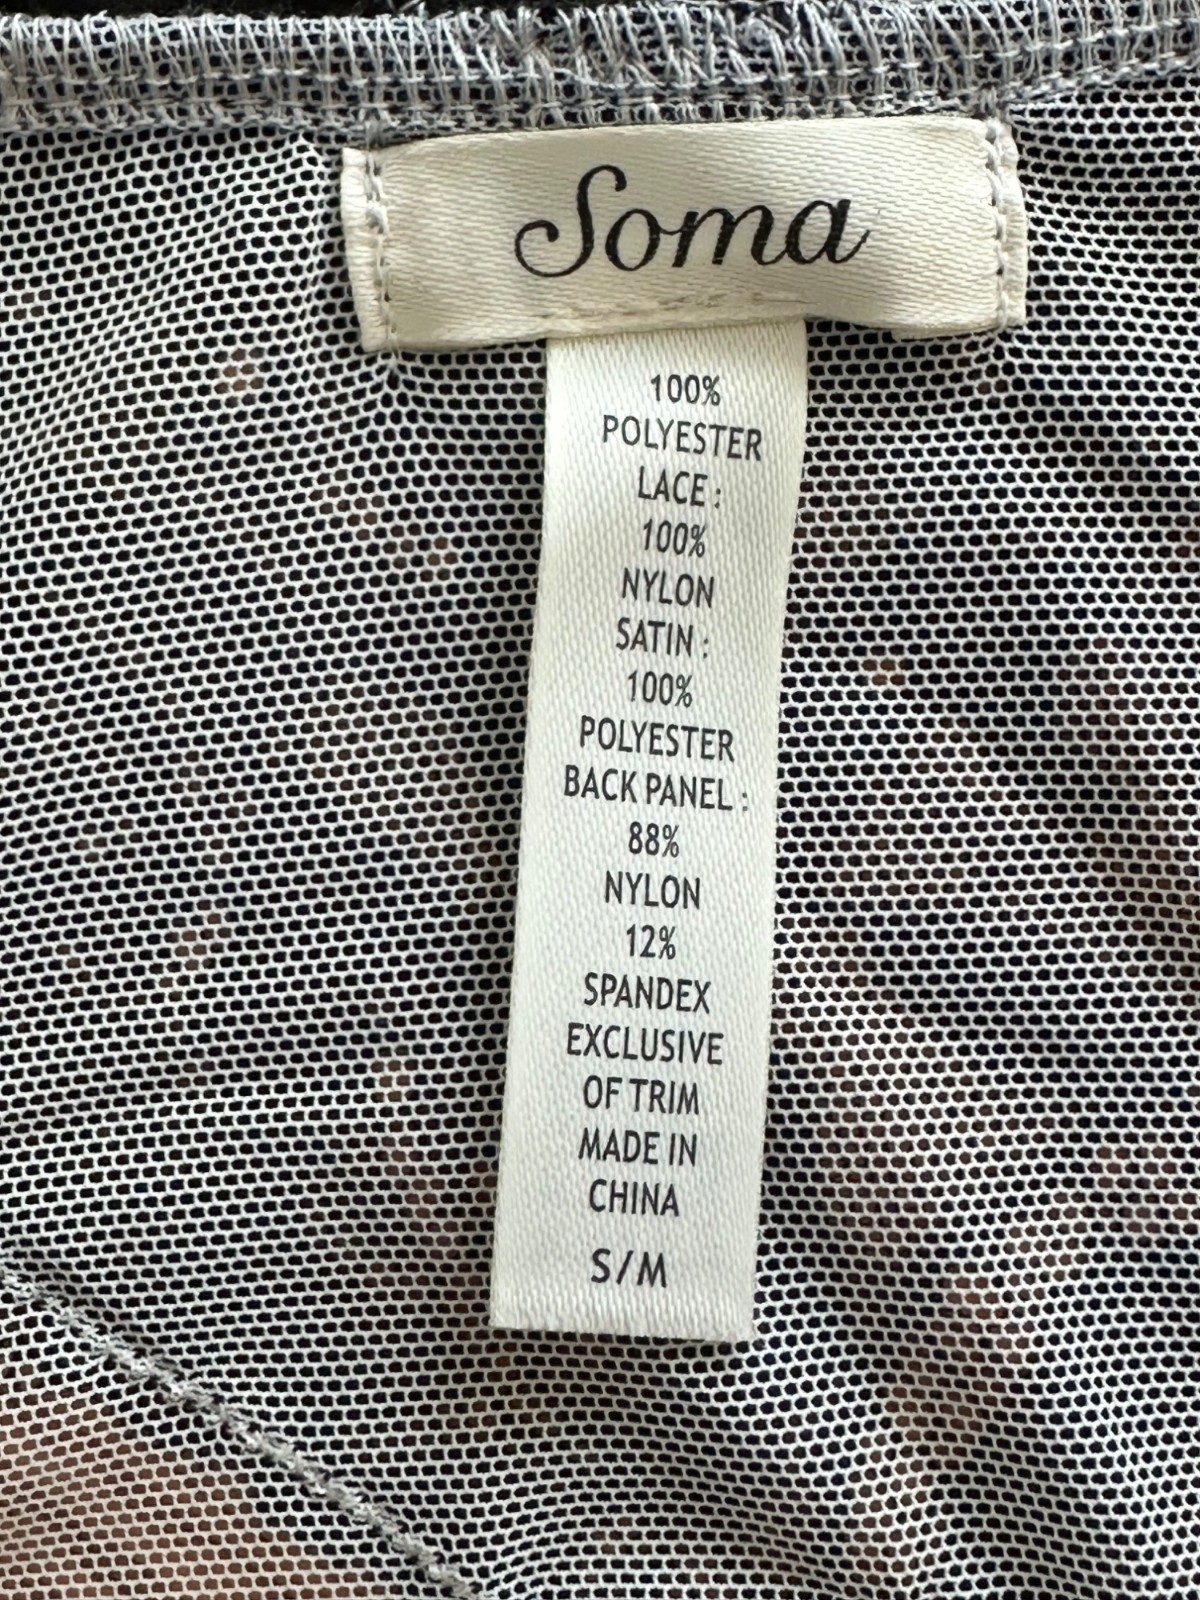 Soma
100%
POLYESTER
LACE :
100%
NYLON
SATIN :
100%
POLYESTER
BACK PANEL :
88%
NYLON
12%
SPANDEX
EXCLUSIVE
OF TRIM
MADE IN
CHINA
S/M